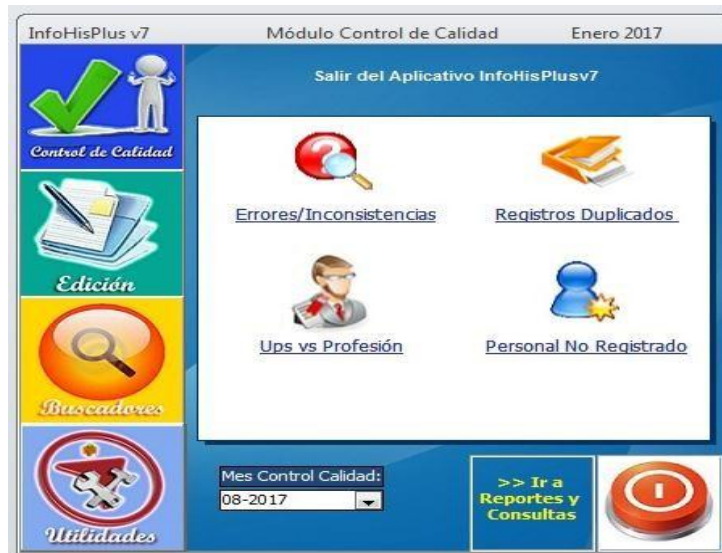 InfoHisPlus v7 Módulo Control de Calidad Enero 2017
Control de Calidad
Salir del Aplicativo InfoHisPlusv7
Errores/Inconsistencias Registros Duplicados
Edición
Ups vs Profesión Personal No Registrado
Buscadores
Mes Control Calidad:
08-2017
>> Ir a
Reportes y
Consultas
Utilidades